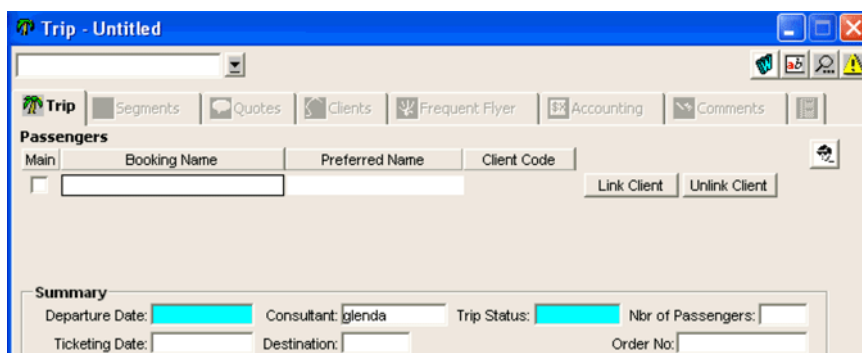 Trip - Untitled
ab
Trip Segments Quotes Clients Frequent Flyer Accounting Comments
Passengers
Main Booking Name Preferred Name Client Code
Link Client Unlink Client
Summary
Departure Date: Consultant: glenda Trip Status: Nbr of Passengers:
Ticketing Date: Destination: Order No: